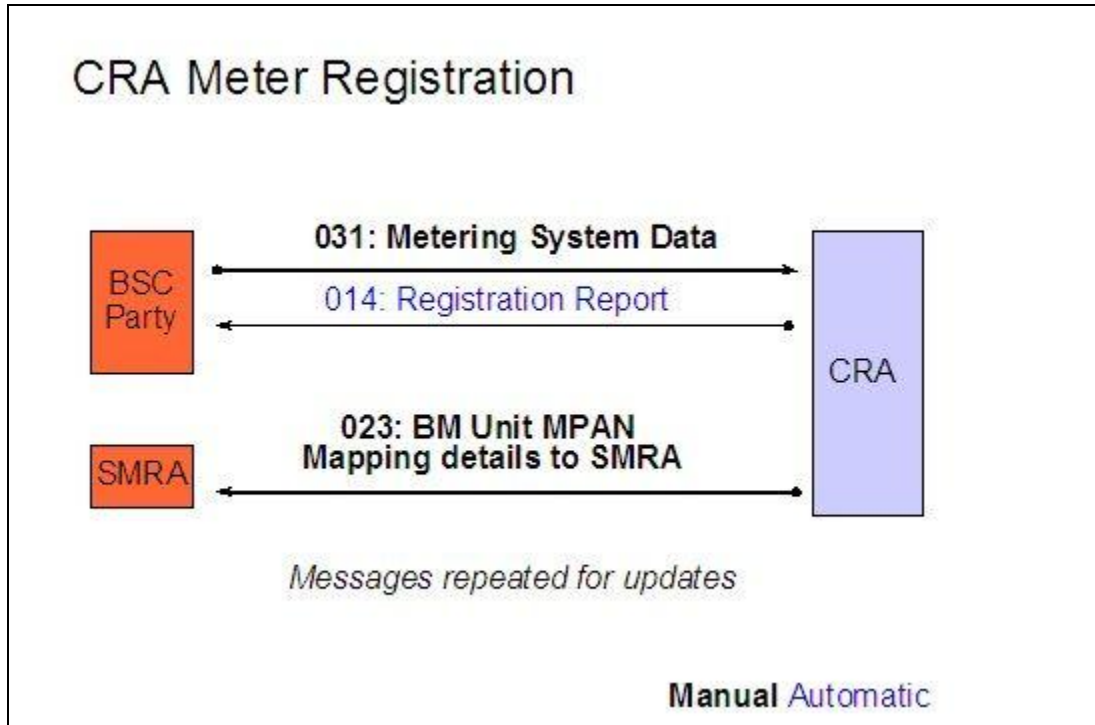 CRA Meter Registration
031: Metering System Data
BSC
Party
014: Registration Report
CRA
023: BM Unit MPAN
Mapping details to SMRA
SMRA
Messages repeated for updates
Manual Automatic